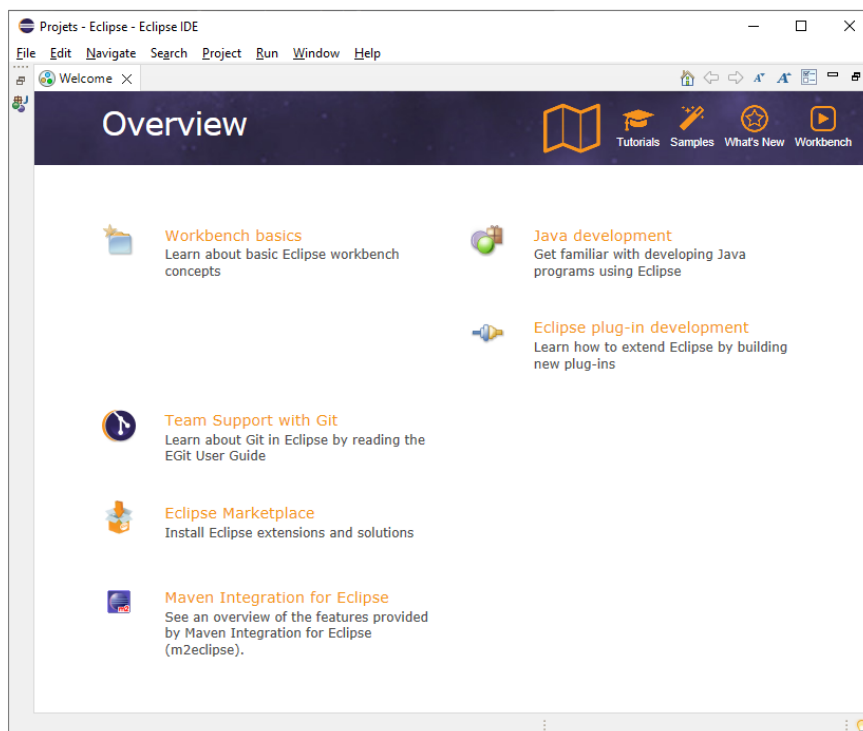 Projets - Eclipse - Eclipse IDE
File Edit Navigate Search Project Run Window Help
Welcome
Overview
Tutorials Samples What's New Workbench
Workbench basics
Learn about basic Eclipse workbench
concepts
Java development
Get familiar with developing Java
programs using Eclipse
Eclipse plug-in development
Learn how to extend Eclipse by building
new plug-ins
Team Support with Git
Learn about Git in Eclipse by reading the
EGit User Guide
Eclipse Marketplace
Install Eclipse extensions and solutions
Maven Integration for Eclipse
See an overview of the features provided
by Maven Integration for Eclipse
(m2eclipse).